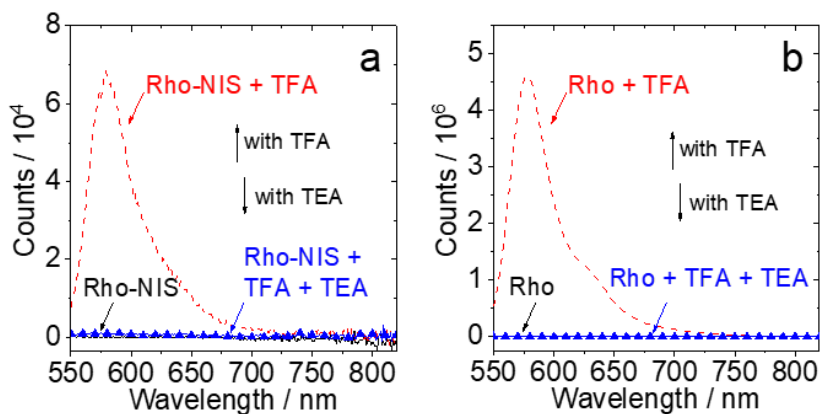 a
8
6
4
2
0
Counts / 10⁴
Rho-NIS + TFA
with TFA
with TEA
Rho-NIS +
TFA + TEA
Rho-NIS
550 600 650 700 750 800
Wavelength / nm
b
5
4
3
2
1
0
Counts / 10⁶
Rho + TFA
with TFA
with TEA
Rho
Rho + TFA + TEA
550 600 650 700 750 800
Wavelength / nm